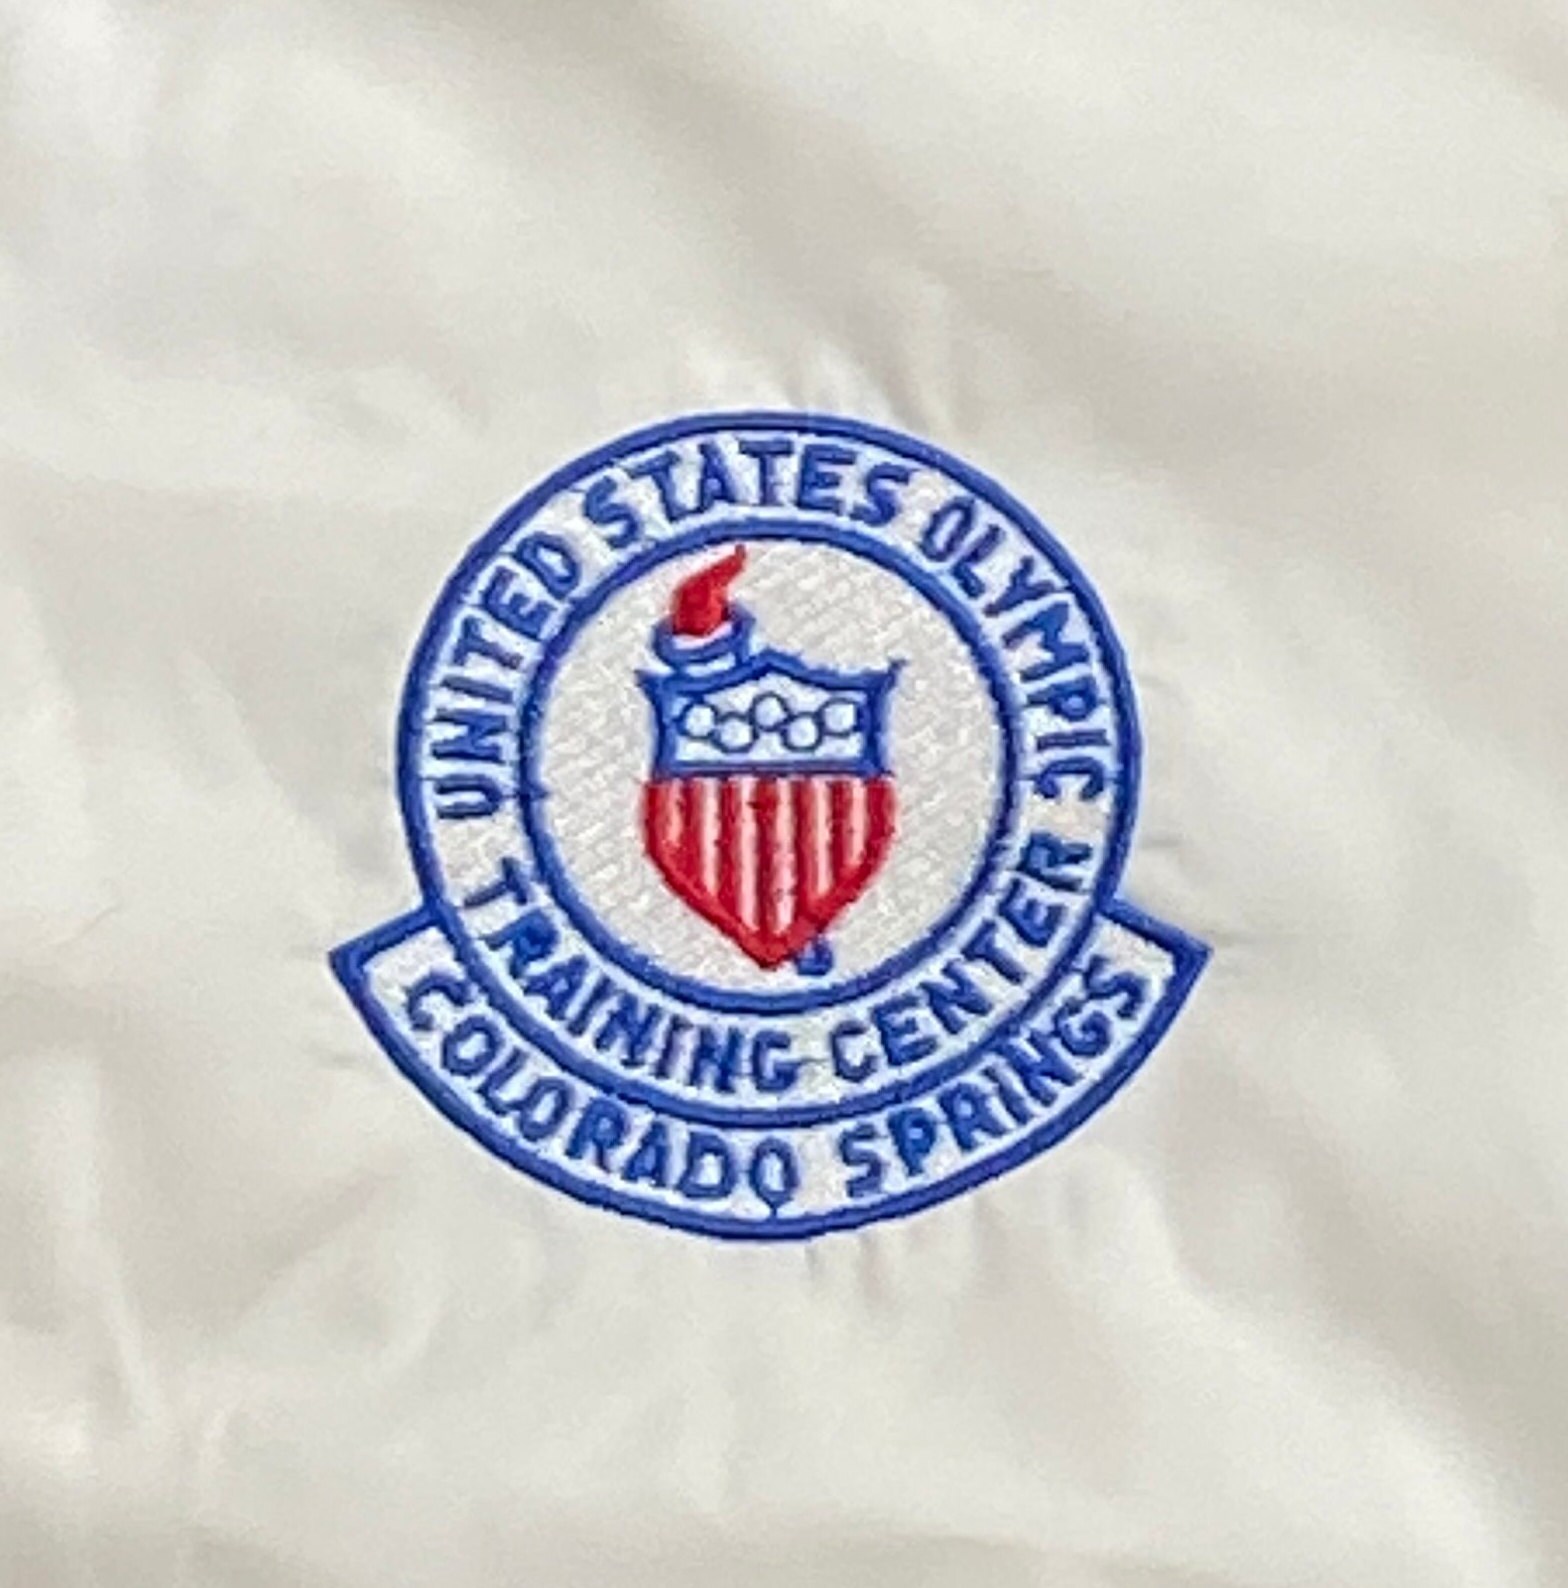 UNITED STATES OLYMPIC
TRAINING CENTER
COLORADO SPRINGS